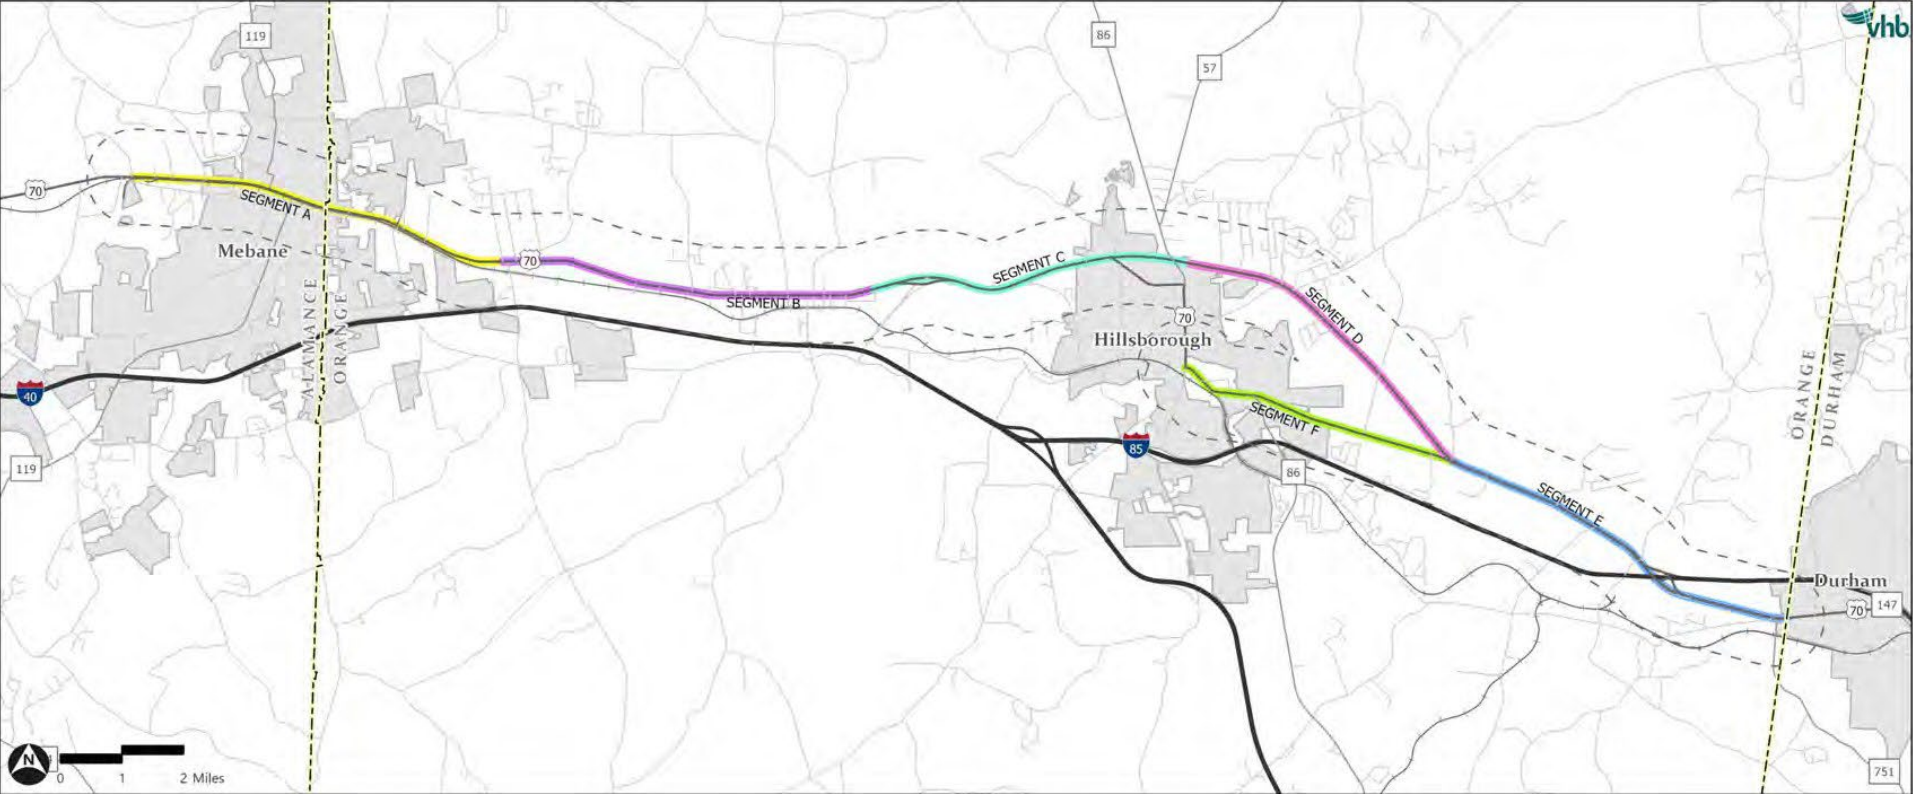 119
86
vhb
57
70
SEGMENT A
Mebane
70
SEGMENT B
SEGMENT C
SEGMENT D
70
Hillsborough
ALAMANCE
ORANGE
ORANGE
DURHAM
40
SEGMENT F
85
119
86
SEGMENT E
Durham
70
147
N
0 1 2 Miles
751